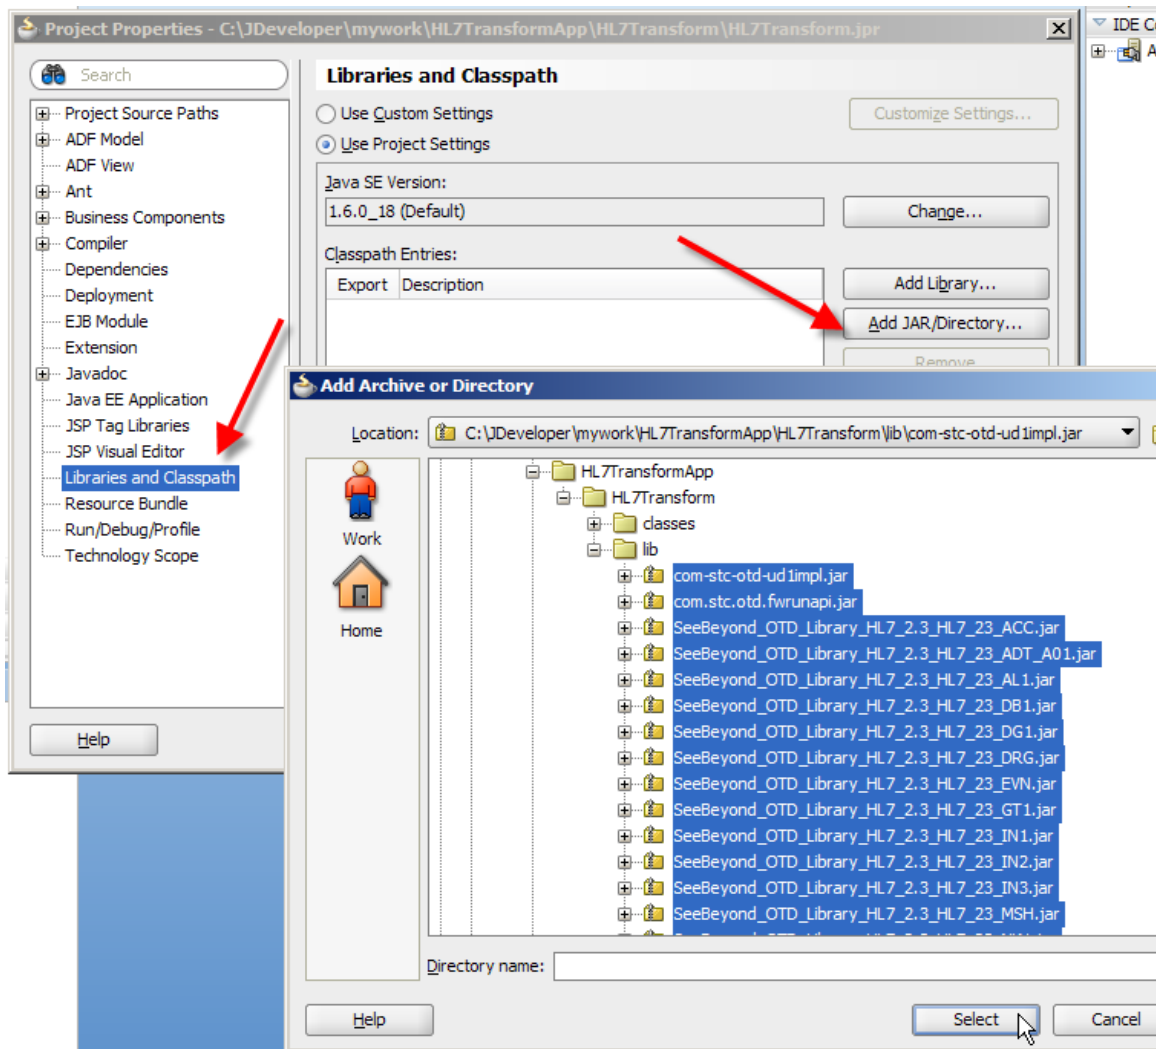 Project Properties - C:\JDeveloper\mywork\HL7TransformApp\HL7Transform\HL7Transform.jpr
IDE C
Search
Libraries and Classpath
A
Project Source Paths
ADF Model
ADF View
Ant
Business Components
Compiler
Dependencies
Deployment
EJB Module
Extension
Javadoc
Java EE Application
JSP Tag Libraries
JSP Visual Editor
Libraries and Classpath
Resource Bundle
Run/Debug/Profile
Technology Scope
Help
Use Custom Settings
Customize Settings...
Use Project Settings
Java SE Version:
1.6.0_18 (Default)
Change...
Classpath Entries:
Export Description
Add Library...
Add JAR/Directory...
Remove
Add Archive or Directory
Location: C:\JDeveloper\mywork\HL7TransformApp\HL7Transform\lib\com-stc-otd-ud1impl.jar
Work
Home
HL7TransformApp
HL7Transform
classes
lib
com-stc-otd-ud1impl.jar
com.stc.otd.fwrunapi.jar
SeeBeyond_OTD_Library_HL7_2.3_HL7_23_ACC.jar
SeeBeyond_OTD_Library_HL7_2.3_HL7_23_ADT_A01.jar
SeeBeyond_OTD_Library_HL7_2.3_HL7_23_AL1.jar
SeeBeyond_OTD_Library_HL7_2.3_HL7_23_DB1.jar
SeeBeyond_OTD_Library_HL7_2.3_HL7_23_DG1.jar
SeeBeyond_OTD_Library_HL7_2.3_HL7_23_DRG.jar
SeeBeyond_OTD_Library_HL7_2.3_HL7_23_EVN.jar
SeeBeyond_OTD_Library_HL7_2.3_HL7_23_GT1.jar
SeeBeyond_OTD_Library_HL7_2.3_HL7_23_IN1.jar
SeeBeyond_OTD_Library_HL7_2.3_HL7_23_IN2.jar
SeeBeyond_OTD_Library_HL7_2.3_HL7_23_IN3.jar
SeeBeyond_OTD_Library_HL7_2.3_HL7_23_MSH.jar
Directory name:
Help
Select
Cancel